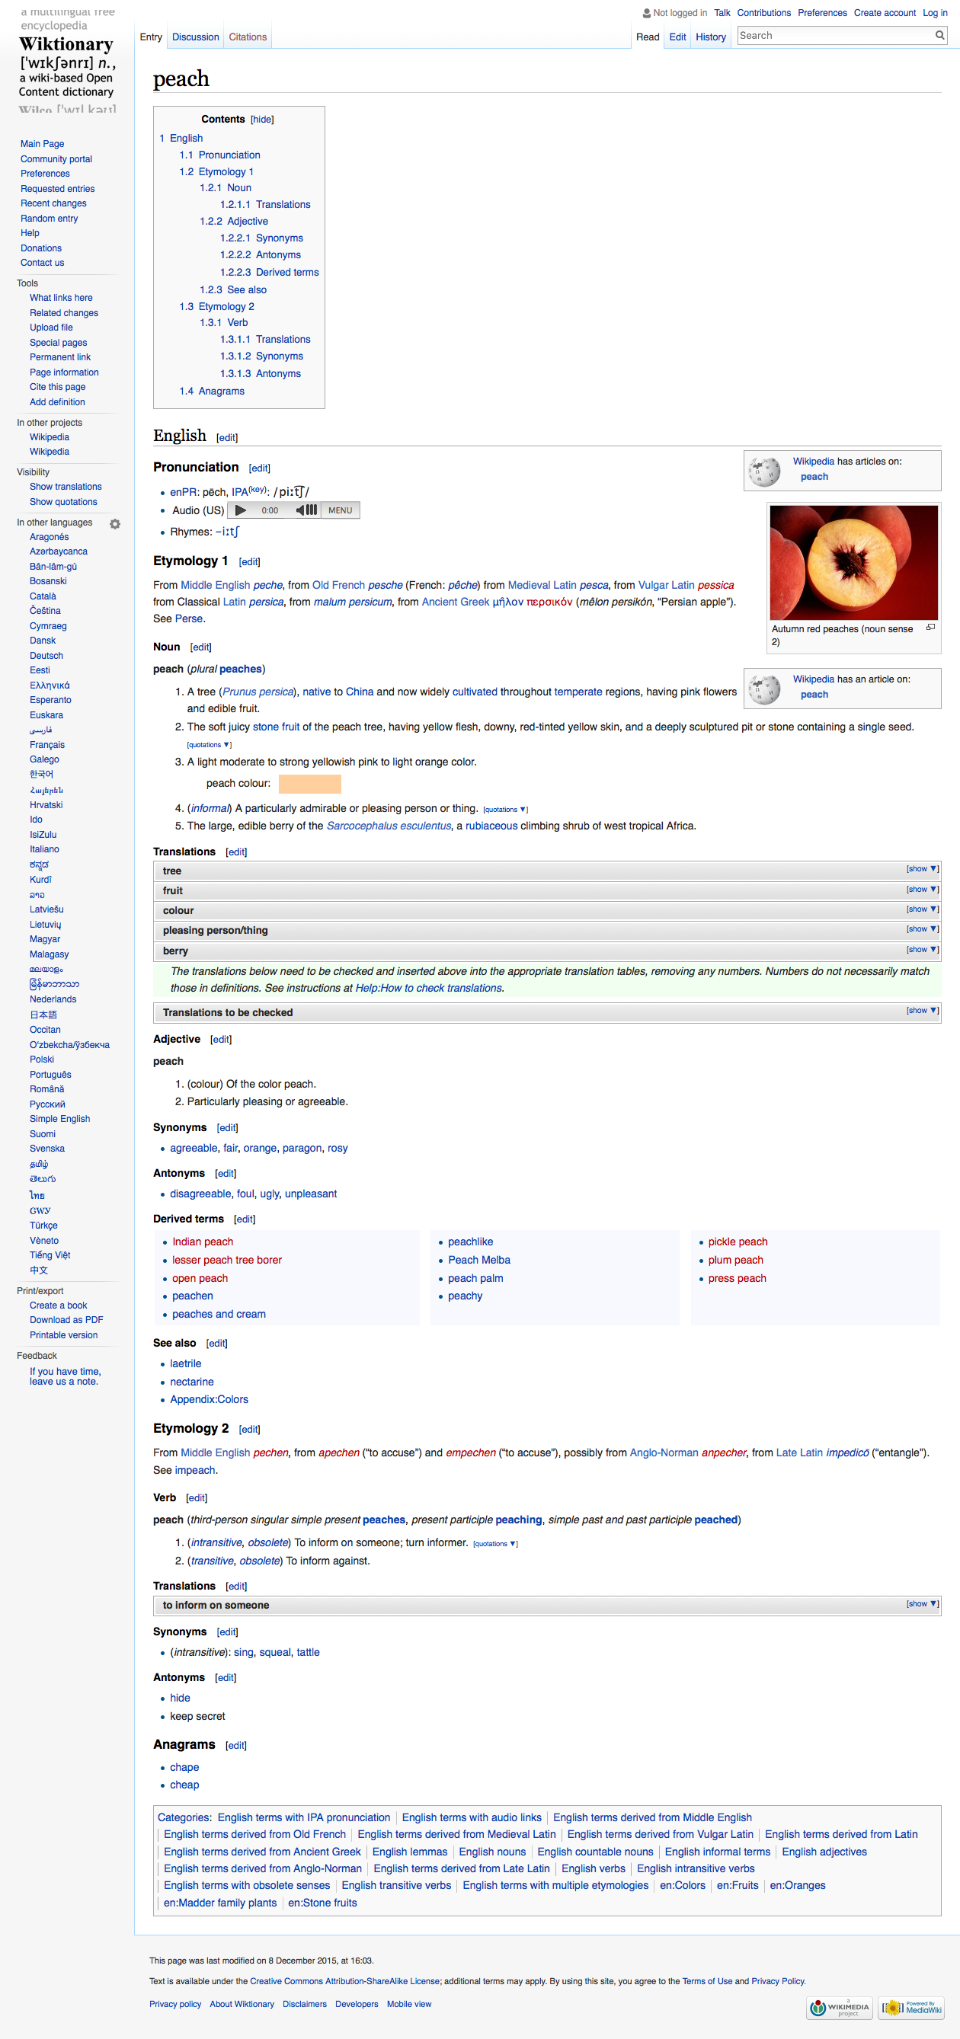 a multilingual free
encyclopedia
Wiktionary
[ˈwɪkʃənrɪ] n.,
a wiki-based Open
Content dictionary
Wilco [ˈwɪl kəʊ]
Not logged in Talk Contributions Preferences Create account Log in
Entry Discussion Citations Read Edit History Search
peach
Main Page
Community portal
Preferences
Requested entries
Recent changes
Random entry
Help
Donations
Contact us
Tools
What links here
Related changes
Upload file
Special pages
Permanent link
Page information
Cite this page
Add definition
In other projects
Wikipedia
Wikipedia
Visibility
Show translations
Show quotations
In other languages
Aragonés
Azərbaycanca
Bân-lâm-gú
Bosanski
Català
Čeština
Cymraeg
Dansk
Deutsch
Eesti
Ελληνικά
Esperanto
Euskara
فارسی
Français
Galego
한국어
Հայերեն
Hrvatski
Ido
IsiZulu
Italiano
ಕನ್ನಡ
Kurdî
ລາວ
Latviešu
Lietuvių
Magyar
Malagasy
മലയാളം
မြန်မာဘာသာ
Nederlands
日本語
Occitan
Oʻzbekcha/ўзбекча
Polski
Português
Română
Русский
Simple English
Suomi
Svenska
தமிழ்
తెలుగు
ไทย
ᏣᎳᎩ
Türkçe
Vèneto
Tiếng Việt
中文
Print/export
Create a book
Download as PDF
Printable version
Feedback
If you have time,
leave us a note.
Contents [hide]
1 English
1.1 Pronunciation
1.2 Etymology 1
1.2.1 Noun
1.2.1.1 Translations
1.2.2 Adjective
1.2.2.1 Synonyms
1.2.2.2 Antonyms
1.2.2.3 Derived terms
1.2.3 See also
1.3 Etymology 2
1.3.1 Verb
1.3.1.1 Translations
1.3.1.2 Synonyms
1.3.1.3 Antonyms
1.4 Anagrams
English [edit]
Pronunciation [edit]
Wikipedia has articles on:
peach
• enPR: pēch, IPA(key): /piːt͡ʃ/
• Audio (US) 0:00 MENU
• Rhymes: -iːtʃ
Etymology 1 [edit]
From Middle English peche, from Old French pesche (French: pêche) from Medieval Latin pesca, from Vulgar Latin pessica
from Classical Latin persica, from malum persicum, from Ancient Greek μῆλον περσικόν (mêlon persikón, "Persian apple").
See Perse.
Autumn red peaches (noun sense
2)
Noun [edit]
peach (plural peaches)
Wikipedia has an article on:
peach
1. A tree (Prunus persica), native to China and now widely cultivated throughout temperate regions, having pink flowers
and edible fruit.
2. The soft juicy stone fruit of the peach tree, having yellow flesh, downy, red-tinted yellow skin, and a deeply sculptured pit or stone containing a single seed.
[quotations ▼]
3. A light moderate to strong yellowish pink to light orange color.
peach colour:
4. (informal) A particularly admirable or pleasing person or thing. [quotations ▼]
5. The large, edible berry of the Sarcocephalus esculentus, a rubiaceous climbing shrub of west tropical Africa.
Translations [edit]
tree [show ▼]
fruit [show ▼]
colour [show ▼]
pleasing person/thing [show ▼]
berry [show ▼]
The translations below need to be checked and inserted above into the appropriate translation tables, removing any numbers. Numbers do not necessarily match
those in definitions. See instructions at Help:How to check translations.
Translations to be checked [show ▼]
Adjective [edit]
peach
1. (colour) Of the color peach.
2. Particularly pleasing or agreeable.
Synonyms [edit]
• agreeable, fair, orange, paragon, rosy
Antonyms [edit]
• disagreeable, foul, ugly, unpleasant
Derived terms [edit]
• Indian peach
• lesser peach tree borer
• open peach
• peachen
• peaches and cream
• peachlike
• Peach Melba
• peach palm
• peachy
• pickle peach
• plum peach
• press peach
See also [edit]
• laetrile
• nectarine
• Appendix:Colors
Etymology 2 [edit]
From Middle English pechen, from apechen ("to accuse") and empechen ("to accuse"), possibly from Anglo-Norman anpecher, from Late Latin impedicō ("entangle").
See impeach.
Verb [edit]
peach (third-person singular simple present peaches, present participle peaching, simple past and past participle peached)
1. (intransitive, obsolete) To inform on someone; turn informer. [quotations ▼]
2. (transitive, obsolete) To inform against.
Translations [edit]
to inform on someone [show ▼]
Synonyms [edit]
• (intransitive): sing, squeal, tattle
Antonyms [edit]
• hide
• keep secret
Anagrams [edit]
• chape
• cheap
Categories: English terms with IPA pronunciation | English terms with audio links | English terms derived from Middle English
| English terms derived from Old French | English terms derived from Medieval Latin | English terms derived from Vulgar Latin | English terms derived from Latin
| English terms derived from Ancient Greek | English lemmas | English nouns | English countable nouns | English informal terms | English adjectives
| English terms derived from Anglo-Norman | English terms derived from Late Latin | English verbs | English intransitive verbs
| English terms with obsolete senses | English transitive verbs | English terms with multiple etymologies | en:Colors | en:Fruits | en:Oranges
| en:Madder family plants | en:Stone fruits
This page was last modified on 8 December 2015, at 16:03.
Text is available under the Creative Commons Attribution-ShareAlike License; additional terms may apply. By using this site, you agree to the Terms of Use and Privacy Policy.
Privacy policy About Wiktionary Disclaimers Developers Mobile view
A WIKIMEDIA project
Powered By MediaWiki